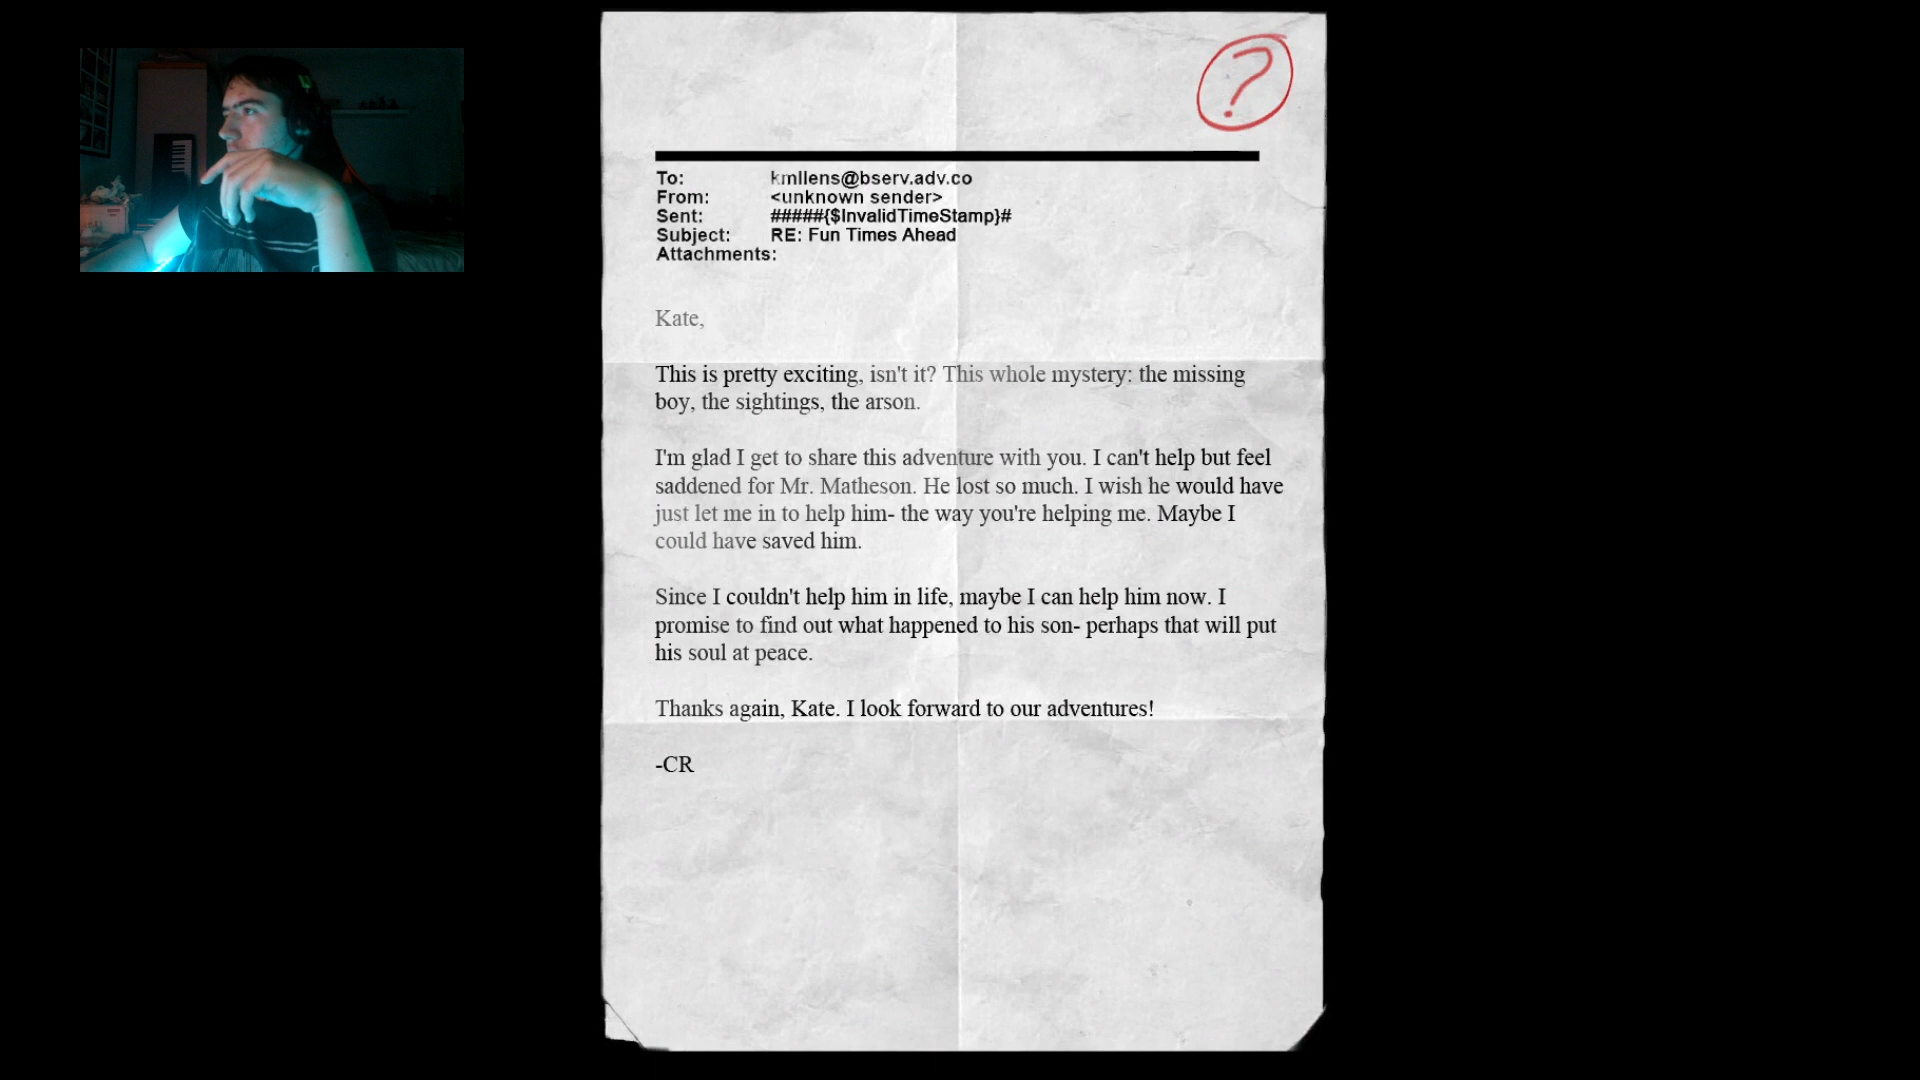 ?
To: kmllens@bserv.adv.co
From: <unknown sender>
Sent: #####{$InvalidTimeStamp}#
Subject: RE: Fun Times Ahead
Attachments:
Kate,
This is pretty exciting, isn't it? This whole mystery: the missing
boy, the sightings, the arson.
I'm glad I get to share this adventure with you. I can't help but feel
saddened for Mr. Matheson. He lost so much. I wish he would have
just let me in to help him- the way you're helping me. Maybe I
could have saved him.
Since I couldn't help him in life, maybe I can help him now. I
promise to find out what happened to his son- perhaps that will put
his soul at peace.
Thanks again, Kate. I look forward to our adventures!
-CR